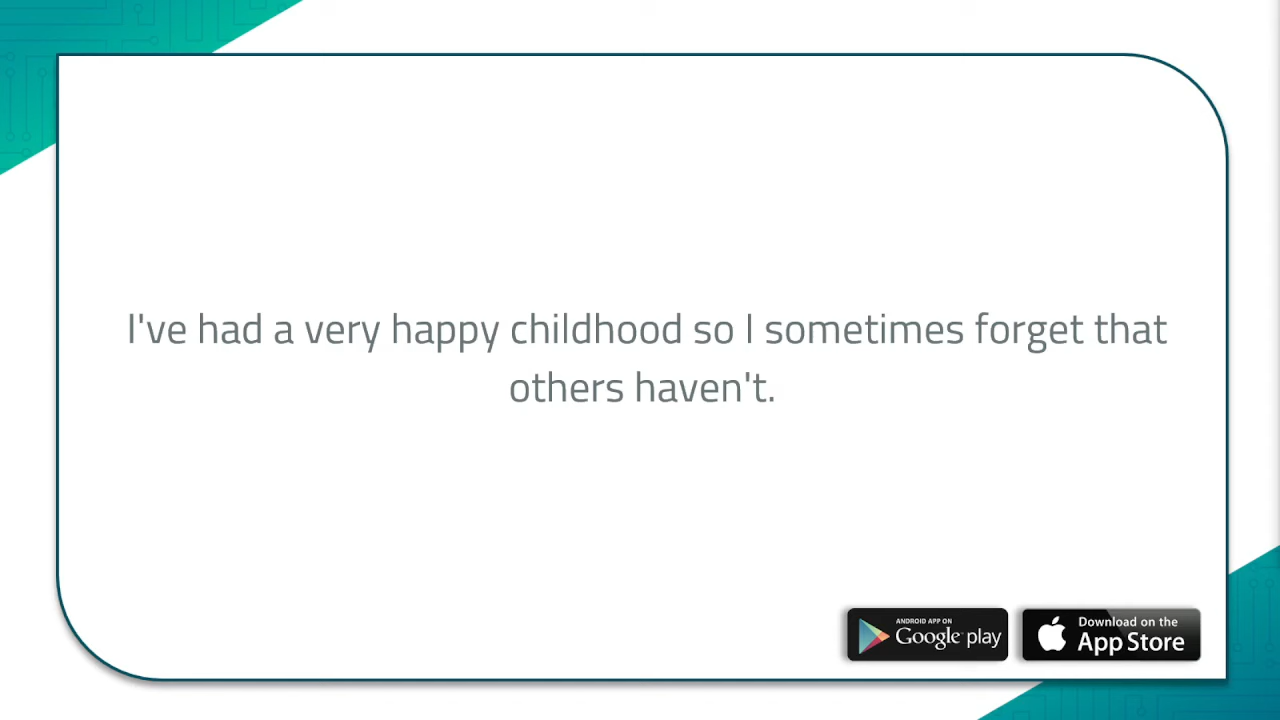 I've had a very happy childhood so I sometimes forget that
others haven't.
ANDROID APP ON
Google play
Download on the
App Store